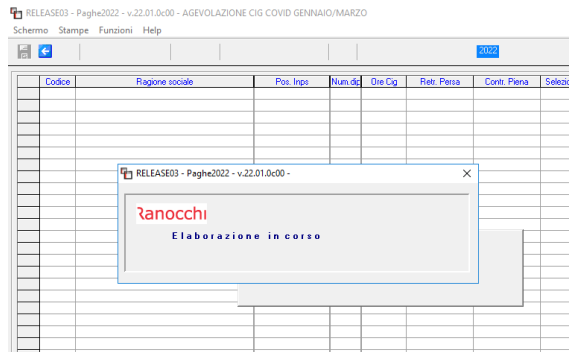 RELEASE03 - Paghe2022 - v.22.01.0c00 - AGEVOLAZIONE CIG COVID GENNAIO/MARZO
Schermo Stampe Funzioni Help
2022
Codice Ragione sociale Pos. Inps Num.dip Ore Cig Retr. Persa Contr. Piena Selezio
RELEASE03 - Paghe2022 - v.22.01.0c00 -
Ranocchi
Elaborazione in corso